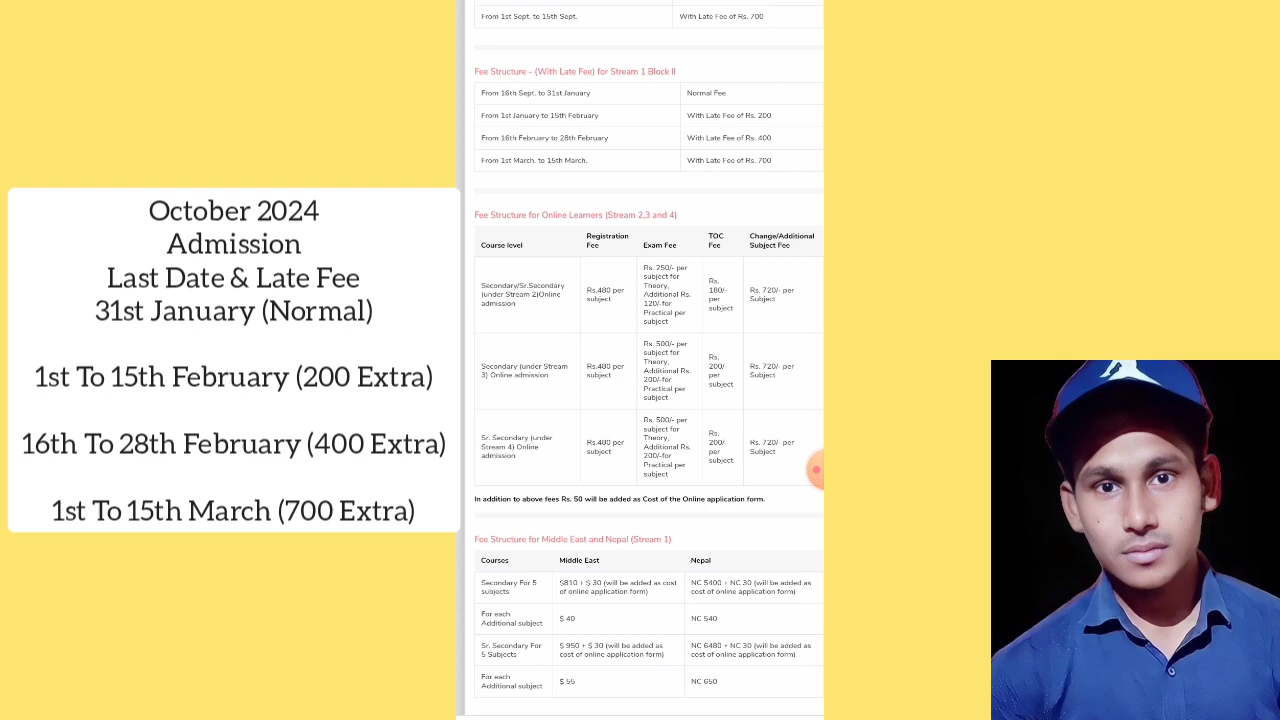 October 2024
Admission
Last Date & Late Fee
31st January (Normal)
1st To 15th February (200 Extra)
16th To 28th February (400 Extra)
1st To 15th March (700 Extra)
From 1st Sept. to 15th Sept. With Late Fee of Rs. 700
Fee Structure - (With Late Fee) for Stream 1 Block II
From 16th Sept. to 31st January Normal Fee
From 1st January to 15th February With Late Fee of Rs. 200
From 16th February to 28th February With Late Fee of Rs. 400
From 1st March. to 15th March. With Late Fee of Rs. 700
Fee Structure for Online Learners (Stream 2,3 and 4)
Course level
Registration
Fee
Exam Fee
TOC
Fee
Change/Additional
Subject Fee
Secondary/Sr.Secondary
(under Stream 2)Online
admission
Rs.480 per
subject
Rs. 250/- per
subject for
Theory,
Additional Rs.
120/-for
Practical per
subject
Rs.
180/-
per
subject
Rs. 720/- per
Subject
Secondary (under Stream
3) Online admission
Rs.480 per
subject
Rs. 500/- per
subject for
Theory,
Additional Rs.
200/-for
Practical per
subject
Rs.
200/-
per
subject
Rs. 720/- per
Subject
Sr. Secondary (under
Stream 4) Online
admission
Rs.480 per
subject
Rs. 500/- per
subject for
Theory,
Additional Rs.
200/-for
Practical per
subject
Rs.
200/-
per
subject
Rs. 720/- per
Subject
In addition to above fees Rs. 50 will be added as Cost of the Online application form.
Fee Structure for Middle East and Nepal (Stream 1)
Courses Middle East Nepal
Secondary For 5
subjects
$810 + $ 30 (will be added as cost
of online application form)
NC 5400 + NC 30 (will be added as
cost of online application form)
For each
Additional subject
$ 40
NC 540
Sr. Secondary For
5 Subjects
$ 950 + $ 30 (will be added as
cost of online application form)
NC 6480 + NC 30 (will be added as
cost of online application form)
For each
Additional subject
$ 55
NC 650